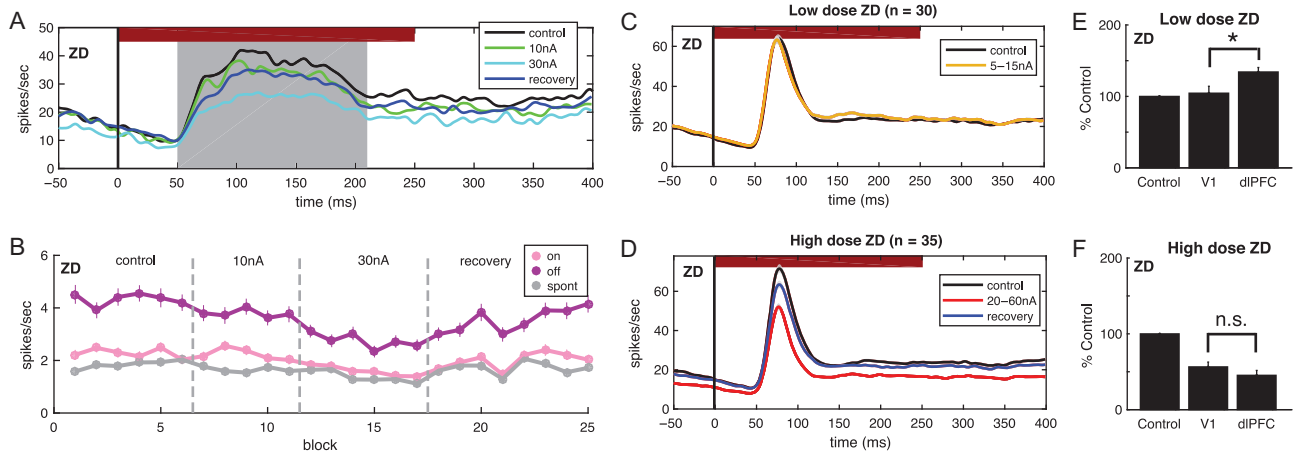 A
ZD
control
10nA
30nA
recovery
spikes/sec
50
40
30
20
10
0
−50 0 50 100 150 200 250 300 350 400
time (ms)
B
ZD
control 10nA 30nA recovery
on
off
spont
spikes/sec
6
4
2
0
0 5 10 15 20 25
block
C
Low dose ZD (n = 30)
ZD
control
5−15nA
spikes/sec
60
40
20
0
−50 0 50 100 150 200 250 300 350 400
time (ms)
D
High dose ZD (n = 35)
ZD
control
20−60nA
recovery
spikes/sec
60
40
20
0
−50 0 50 100 150 200 250 300 350 400
time (ms)
E
Low dose ZD
ZD
*
% Control
200
150
100
50
0
Control V1 dlPFC
F
High dose ZD
ZD
n.s.
% Control
200
150
100
50
0
Control V1 dlPFC